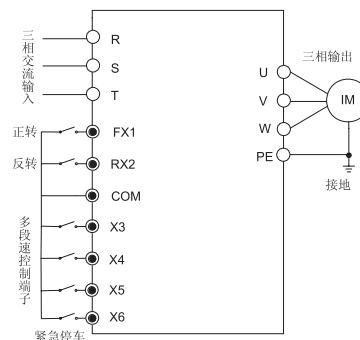 三相交流输入
R
S
T
正转
FX1
反转
RX2
COM
多段速控制端子
X3
X4
X5
X6
紧急停车
三相输出
U
V
W
PE
IM
接地